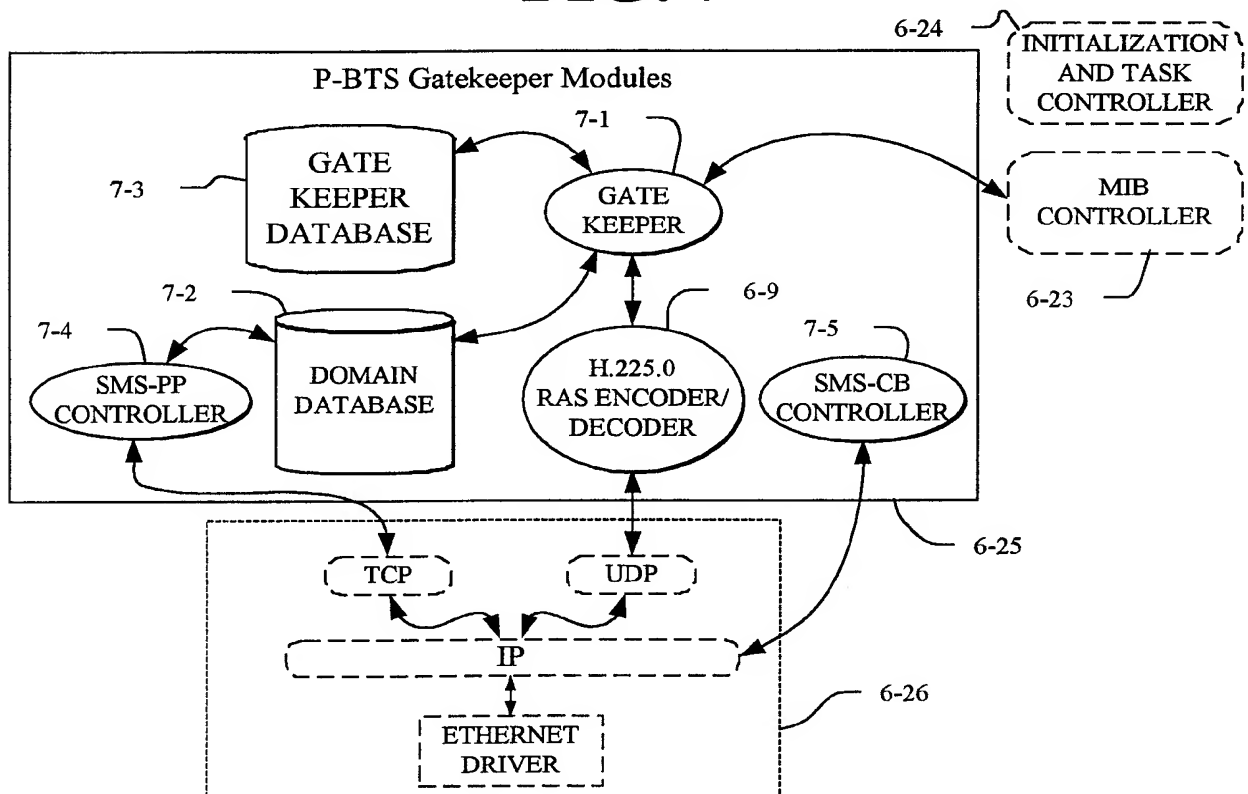 6-24
INITIALIZATION
AND TASK
CONTROLLER
P-BTS Gatekeeper Modules
7-1
7-3
GATE
KEEPER
DATABASE
GATE
KEEPER
MIB
CONTROLLER
6-23
7-2
6-9
7-4
7-5
SMS-PP
CONTROLLER
DOMAIN
DATABASE
H.225.0
RAS ENCODER/
DECODER
SMS-CB
CONTROLLER
6-25
TCP
UDP
IP
6-26
ETHERNET
DRIVER